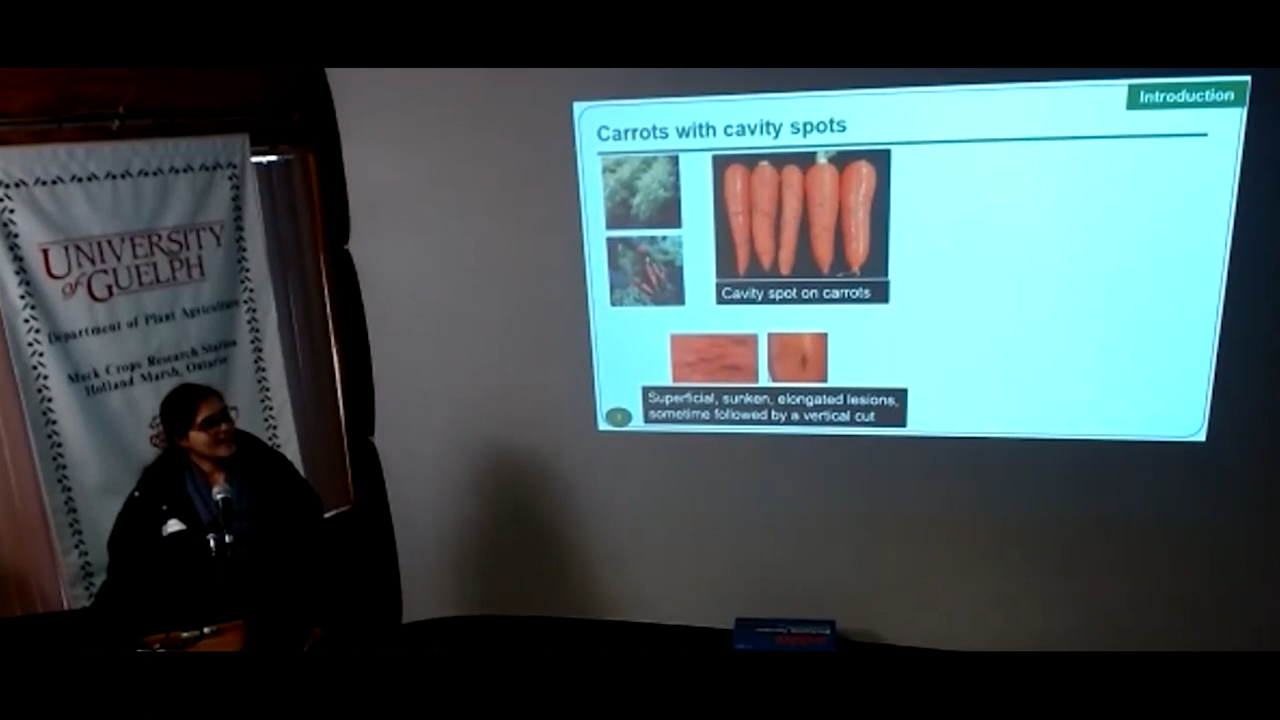 UNIVERSITY
of GUELPH
Department of Plant Agriculture
Muck Crops Research Station
Holland Marsh, Ontario
Introduction
Carrots with cavity spots
Cavity spot on carrots
Superficial, sunken, elongated lesions,
sometime followed by a vertical cut